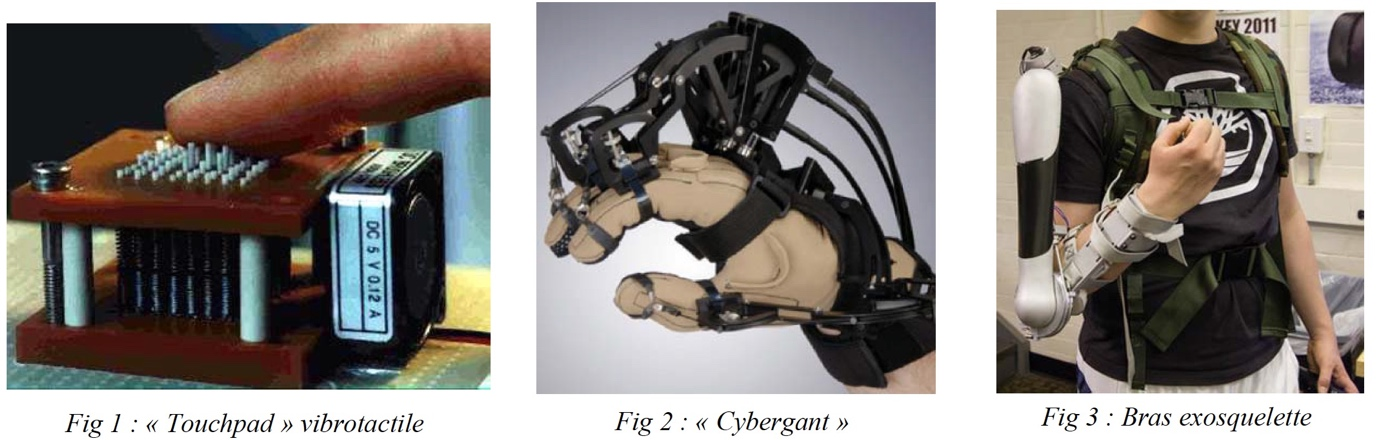 KEY 2011
DC 5 V 0.12 A
Fig 1 : « Touchpad » vibrotactile
Fig 2 : « Cybergant »
Fig 3 : Bras exosquelette